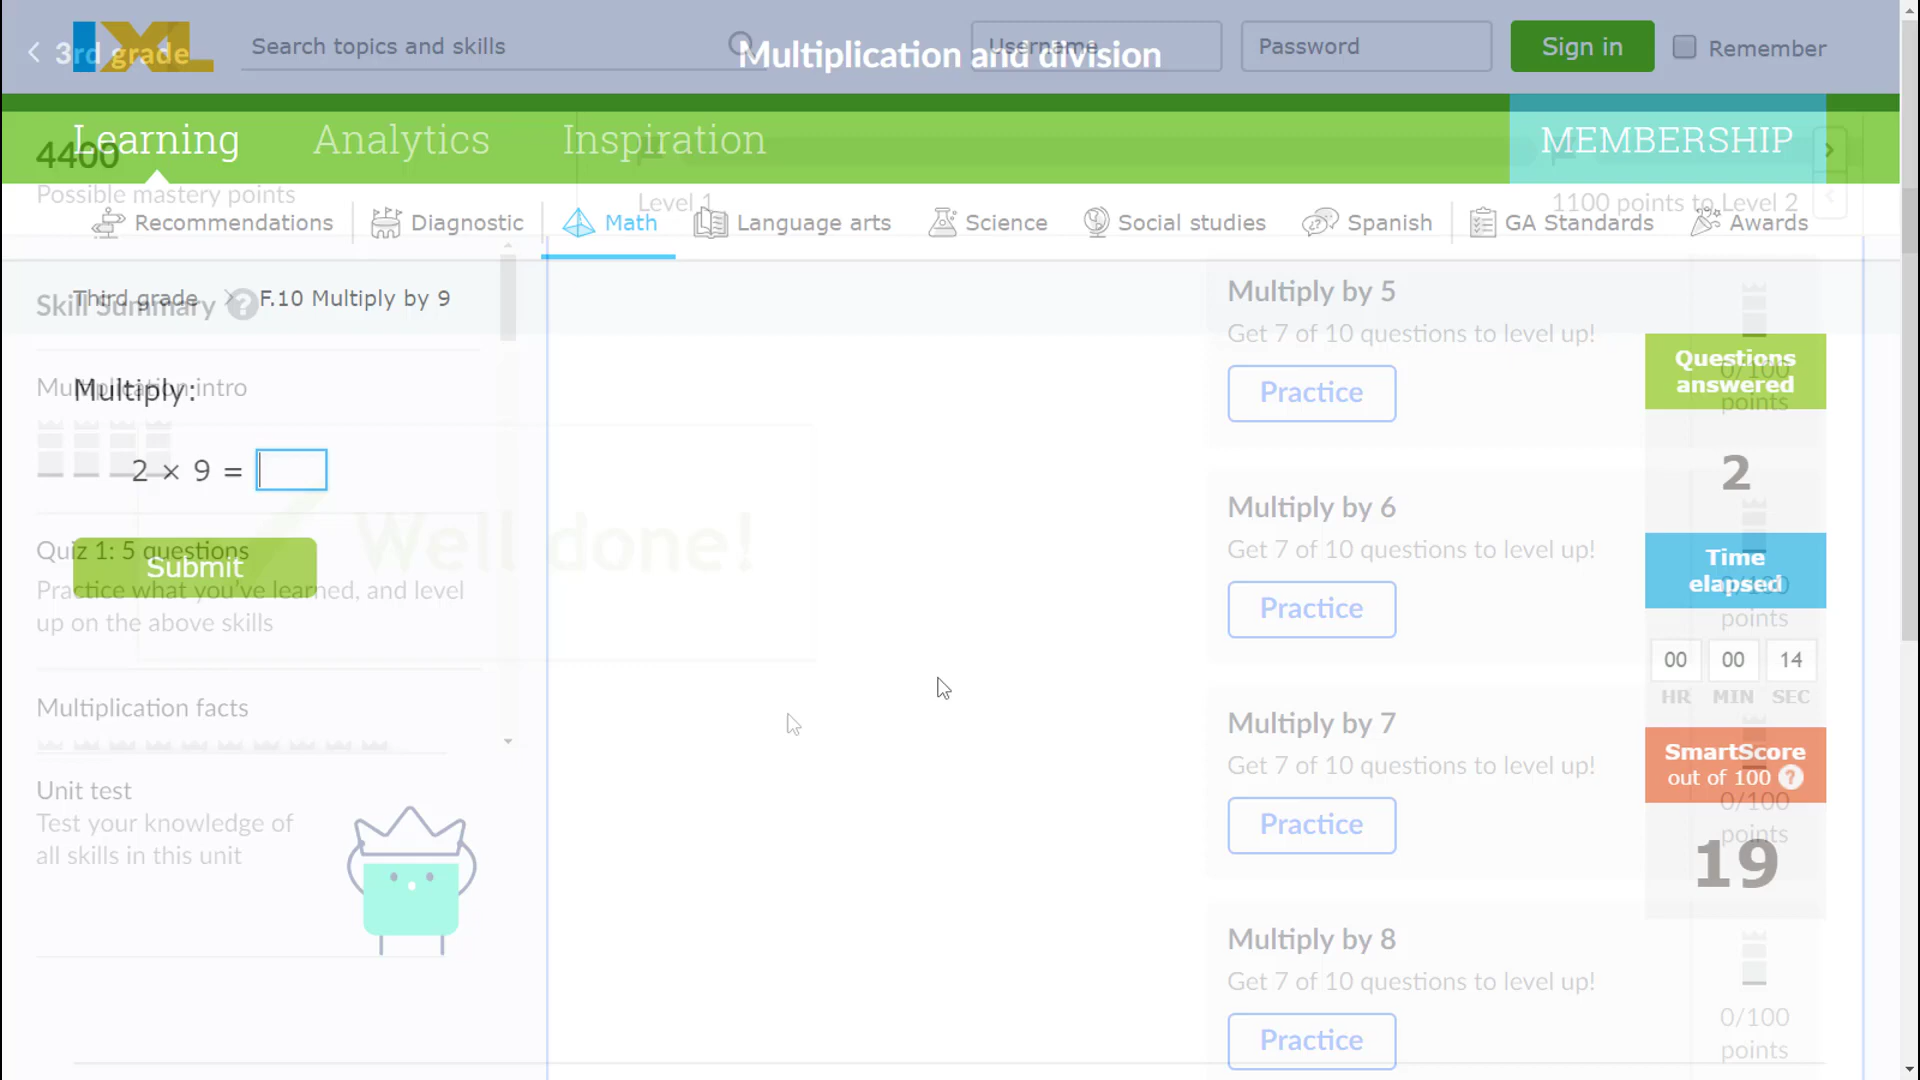 IXL
Search topics and skills
Username
Password
Sign in
Remember
3rd grade
Multiplication and division
Learning
Analytics
Inspiration
MEMBERSHIP
4400
Possible mastery points
Level 1
1100 points to Level 2
Recommendations
Diagnostic
Math
Language arts
Science
Social studies
Spanish
GA Standards
Awards
Third grade > F.10 Multiply by 9
Skill Summary ?
Multiply:
Multiplication intro
2 × 9 =
Submit
Well done!
Quiz 1: 5 questions
Practice what you've learned, and level
up on the above skills
Multiplication facts
Unit test
Test your knowledge of
all skills in this unit
Multiply by 5
Get 7 of 10 questions to level up!
Practice
0/100
points
Multiply by 6
Get 7 of 10 questions to level up!
Practice
0/100
points
Multiply by 7
Get 7 of 10 questions to level up!
Practice
0/100
points
Multiply by 8
Get 7 of 10 questions to level up!
Practice
0/100
points
Questions
answered
2
Time
elapsed
00 00 14
HR MIN SEC
SmartScore
out of 100 ?
19